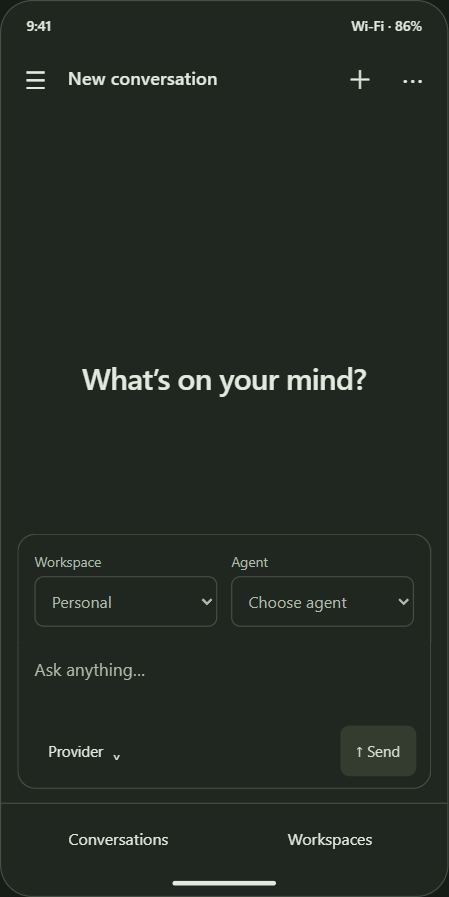 9:41 Wi-Fi · 86%
☰ New conversation + ...
What's on your mind?
Workspace Agent
Personal Choose agent
Ask anything...
Provider ↑ Send
Conversations Workspaces